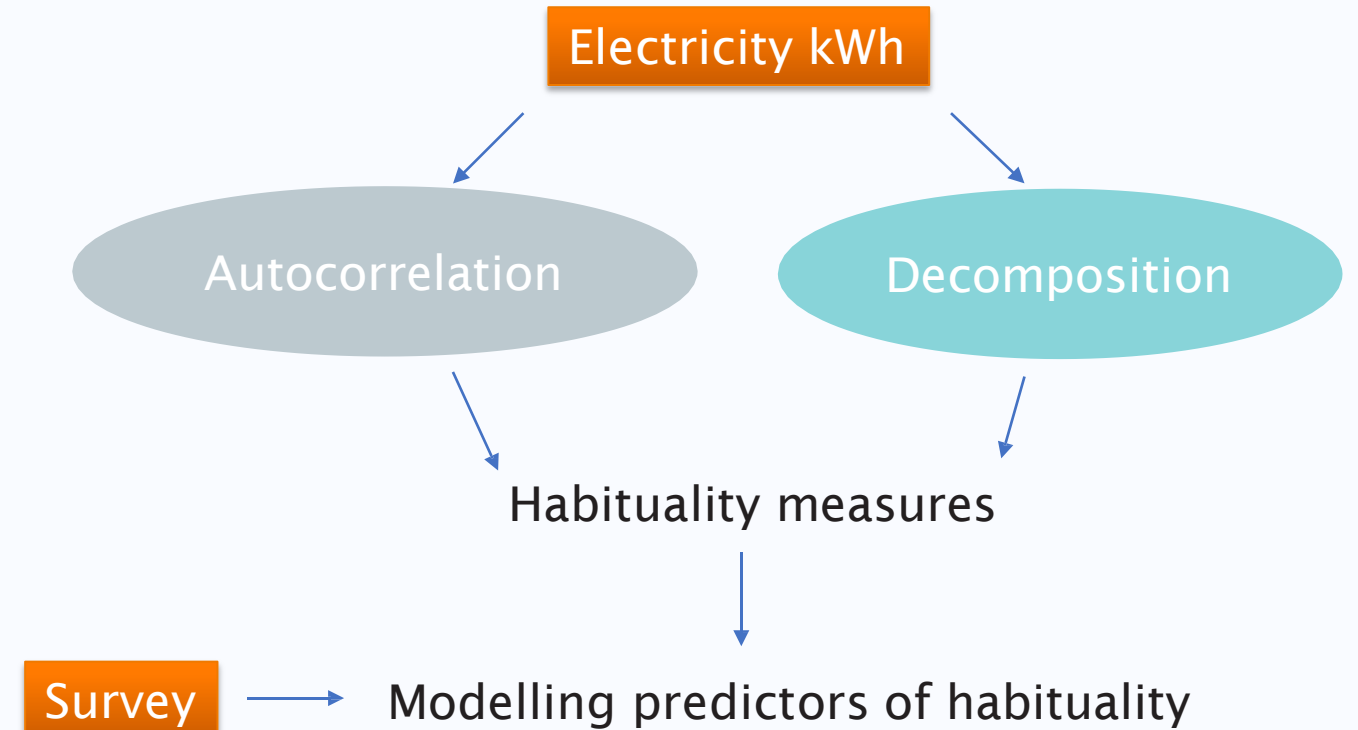 Electricity kWh
Autocorrelation
Decomposition
Habituality measures
Survey
Modelling predictors of habituality